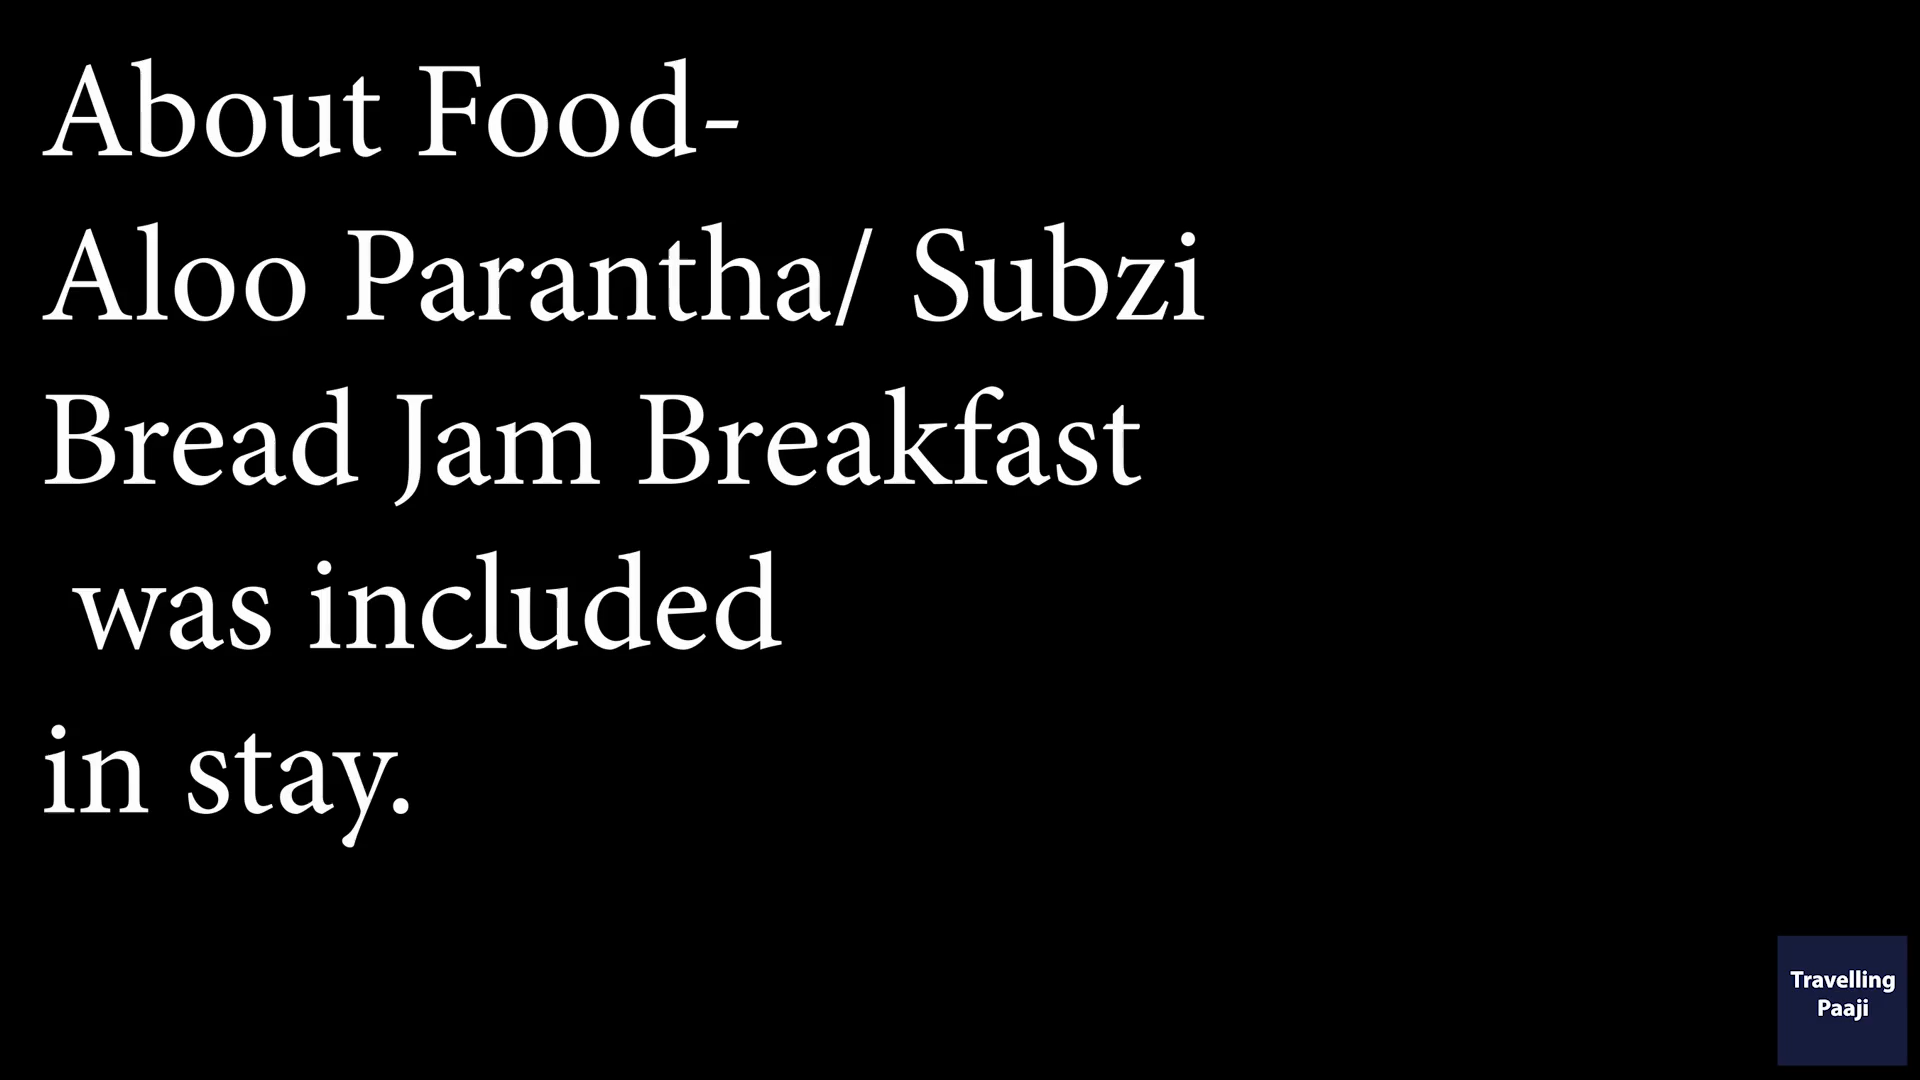 About Food-
Aloo Parantha/ Subzi
Bread Jam Breakfast
was included
in stay.
Travelling
Paaji